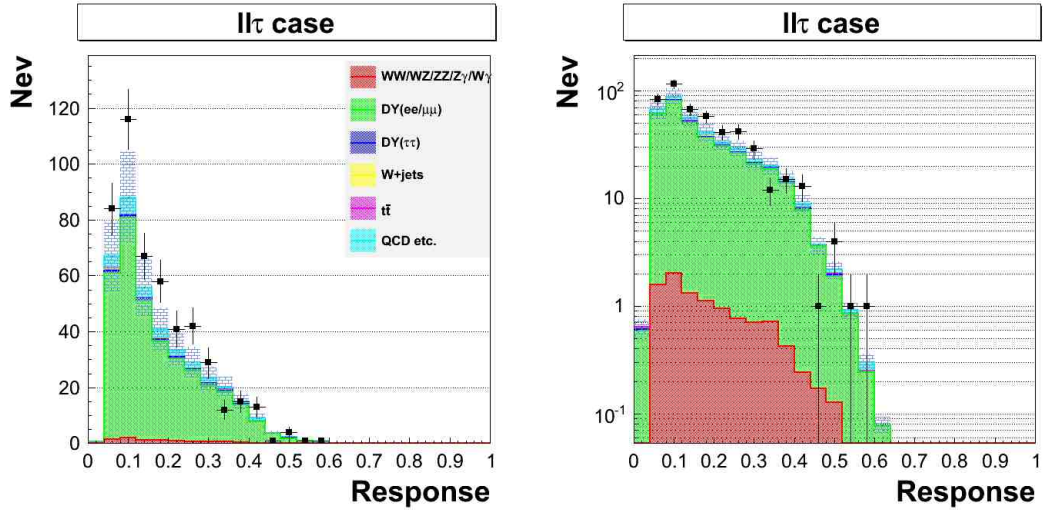 llτ case
Nev
120
100
80
60
40
20
0
WW/WZ/ZZ/Zγ/Wγ
DY(ee/μμ)
DY(ττ)
W+jets
tt̄
QCD etc.
0 0.1 0.2 0.3 0.4 0.5 0.6 0.7 0.8 0.9 1
Response
llτ case
Nev
10²
10
1
10⁻¹
0 0.1 0.2 0.3 0.4 0.5 0.6 0.7 0.8 0.9 1
Response